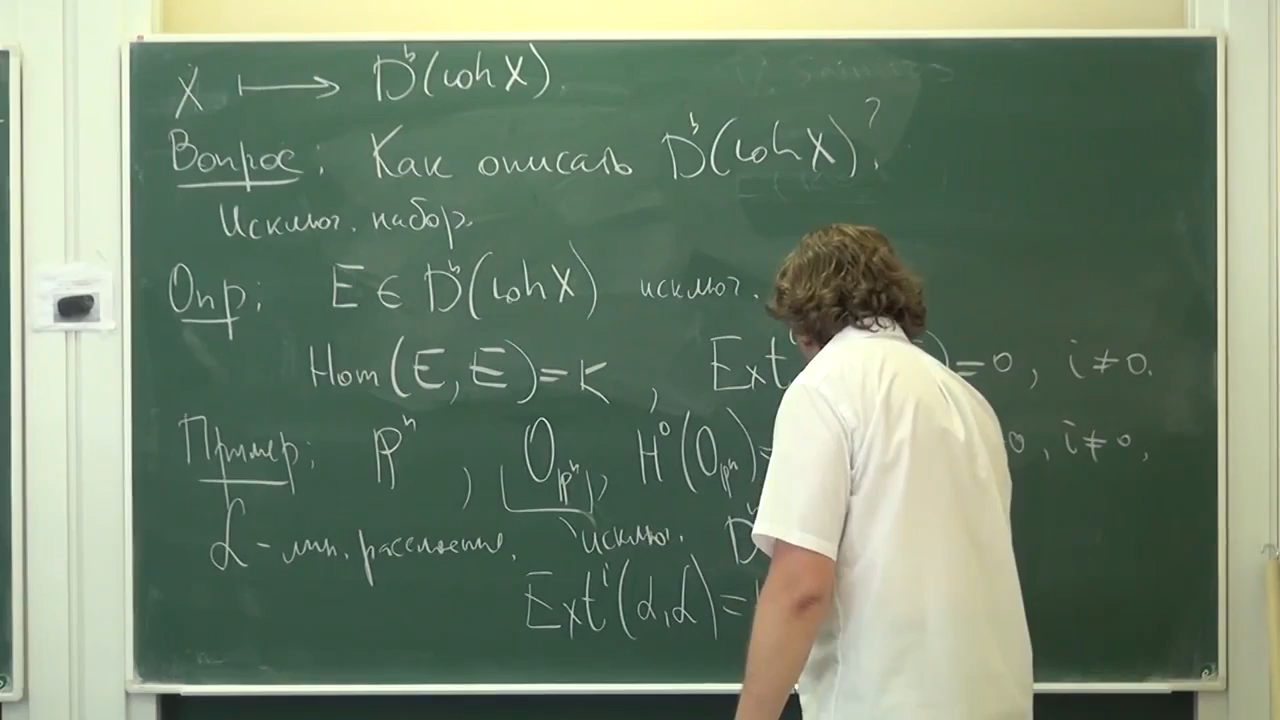 X ⟼ D^b(coh X)
Вопрос: Как описать D^b(coh X)?
Исключ. набор.
Опр: E ∈ D^b(coh X) исключ.
Hom(E, E) = K, Ext ) = 0, i ≠ 0.
Пример: P^n, O_{P^n}, H^0(O_{P^n}) = 0, i ≠ 0,
L - лин. расслоение, исключ. D^b
Ext^i(L, L) =